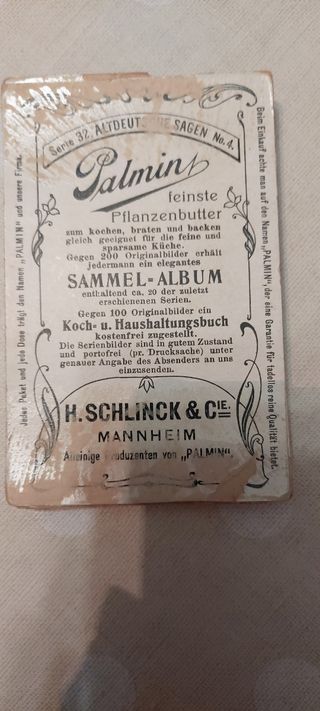 Serie 32. ALTDEUTSCHE SAGEN No. 4.
Palmin
feinste
Pflanzenbutter
zum kochen, braten und backen
gleich geeignet für die feine und
sparsame Küche.
Gegen 200 Originalbilder erhält
jedermann ein elegantes
SAMMEL-ALBUM
enthaltend ca. 20 der zuletzt
erschienenen Serien.
Gegen 100 Originalbilder ein
Koch- u. Haushaltungsbuch
kostenfrei zugestellt.
Die Serienbilder sind in gutem Zustand
und portofrei (pr. Drucksache) unter
genauer Angabe des Absenders an uns
einzusenden.
H. SCHLINCK & CIE.
MANNHEIM
Alleinige Produzenten von „PALMIN".
Jedes Paket und jede Dose trägt den Namen „PALMIN" und unsere Firma.
Beim Einkauf achte man auf den Namen „PALMIN", der eine Garantie für tadellos reine Qualität bietet.